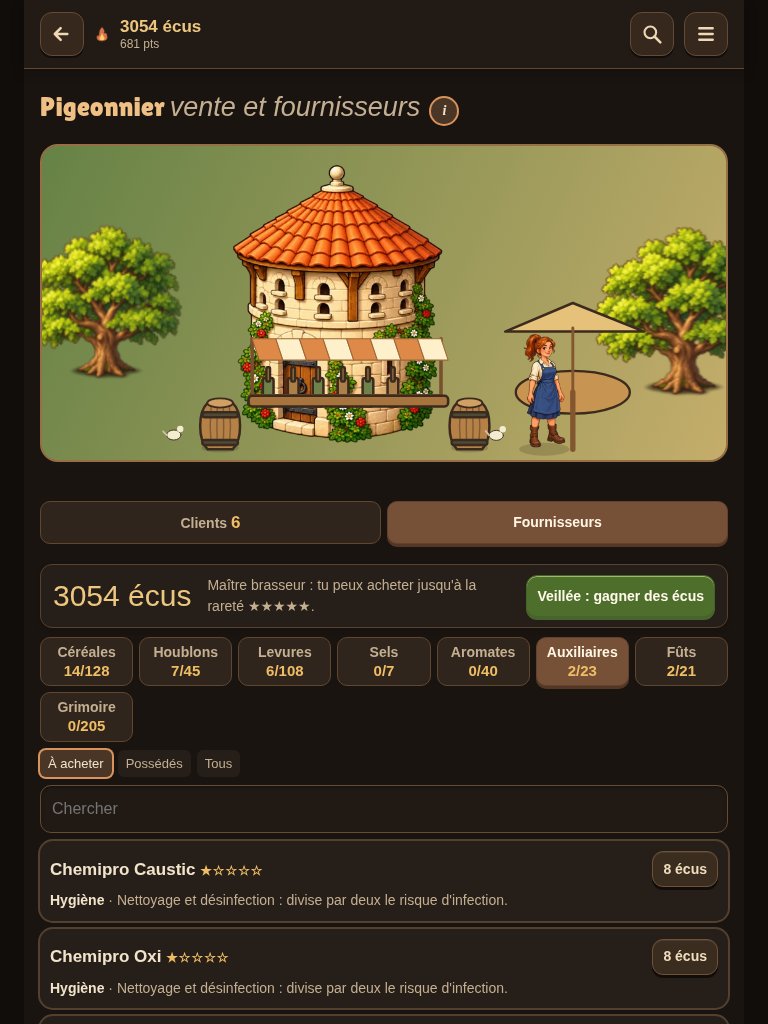 3054 écus
681 pts
Pigeonnier vente et fournisseurs i
Clients 6
Fournisseurs
3054 écus
Maître brasseur : tu peux acheter jusqu'à la
rareté ★★★★★.
Veillée : gagner des écus
Céréales
14/128
Houblons
7/45
Levures
6/108
Sels
0/7
Aromates
0/40
Auxiliaires
2/23
Fûts
2/21
Grimoire
0/205
À acheter
Possédés
Tous
Chercher
Chemipro Caustic ★☆☆☆☆
8 écus
Hygiène · Nettoyage et désinfection : divise par deux le risque d'infection.
Chemipro Oxi ★☆☆☆☆
8 écus
Hygiène · Nettoyage et désinfection : divise par deux le risque d'infection.